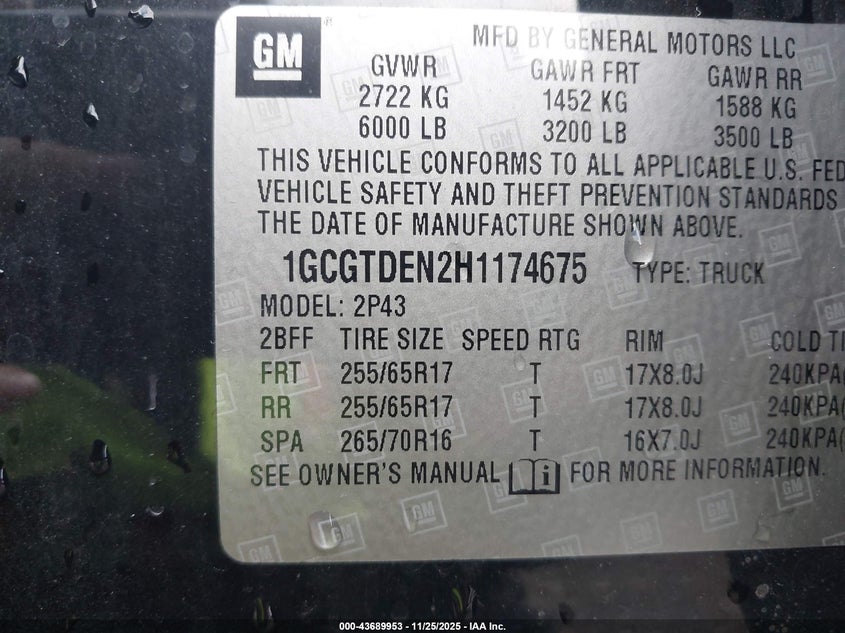 GM ®
MFD BY GENERAL MOTORS LLC
GVWR GAWR FRT GAWR RR
2722 KG 1452 KG 1588 KG
6000 LB 3200 LB 3500 LB
THIS VEHICLE CONFORMS TO ALL APPLICABLE U.S. FED
VEHICLE SAFETY AND THEFT PREVENTION STANDARDS
THE DATE OF MANUFACTURE SHOWN ABOVE.
1GCGTDEN2H1174675 TYPE: TRUCK
MODEL: 2P43
2BFF TIRE SIZE SPEED RTG RIM COLD TI
FRT 255/65R17 T 17X8.0J 240KPA(
RR 255/65R17 T 17X8.0J 240KPA(
SPA 265/70R16 T 16X7.0J 240KPA(
SEE OWNER'S MANUAL i FOR MORE INFORMATION.
000-43689953 - 11/25/2025 - IAA Inc.